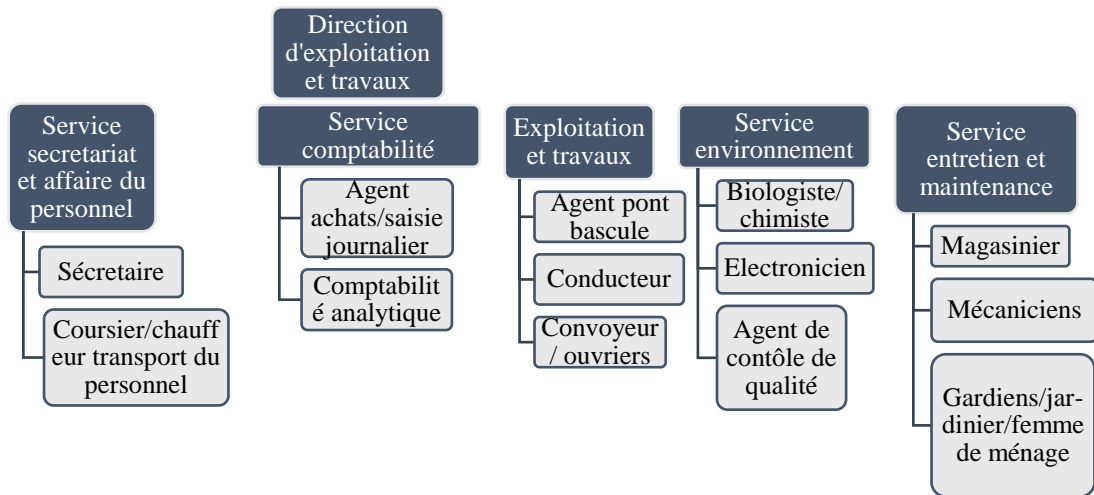 Direction
d'exploitation
et travaux
Service
secretariat
et affaire du
personnel
Sécretaire
Coursier/chauff
eur transport du
personnel
Service
comptabilité
Agent
achats/saisie
journalier
Comptabilit
é analytique
Exploitation
et travaux
Agent pont
bascule
Conducteur
Convoyeur
/ ouvriers
Service
environnement
Biologiste/
chimiste
Electronicien
Agent de
contôle de
qualité
Service
entretien et
maintenance
Magasinier
Mécaniciens
Gardiens/jar-
dinier/femme
de ménage